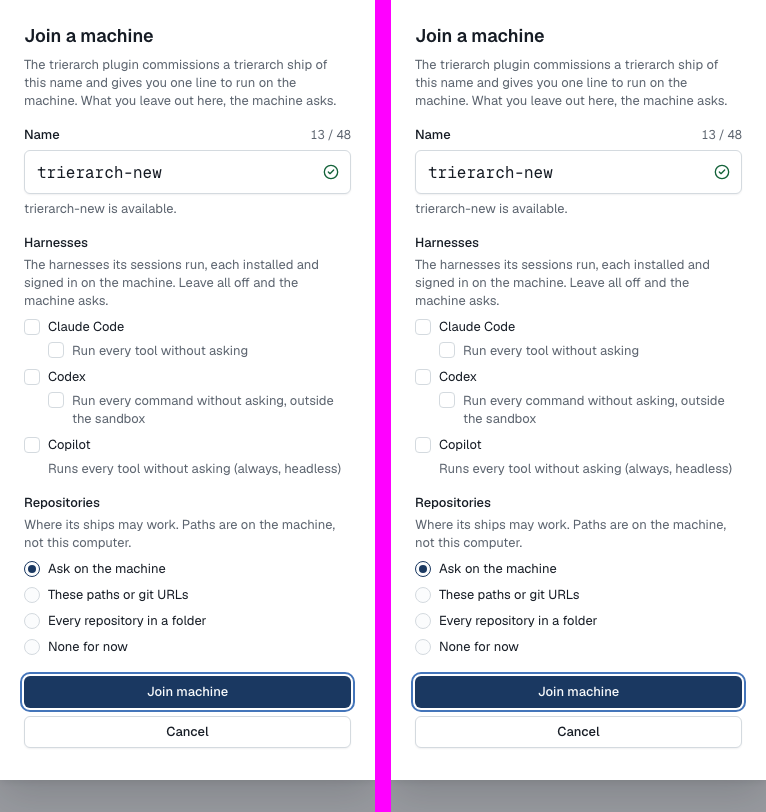 Join a machine
The trierarch plugin commissions a trierarch ship of
this name and gives you one line to run on the
machine. What you leave out here, the machine asks.
Name 13 / 48
trierarch-new
trierarch-new is available.
Harnesses
The harnesses its sessions run, each installed and
signed in on the machine. Leave all off and the
machine asks.
Claude Code
Run every tool without asking
Codex
Run every command without asking, outside
the sandbox
Copilot
Runs every tool without asking (always, headless)
Repositories
Where its ships may work. Paths are on the machine,
not this computer.
Ask on the machine
These paths or git URLs
Every repository in a folder
None for now
Join machine
Cancel
Join a machine
The trierarch plugin commissions a trierarch ship of
this name and gives you one line to run on the
machine. What you leave out here, the machine asks.
Name 13 / 48
trierarch-new
trierarch-new is available.
Harnesses
The harnesses its sessions run, each installed and
signed in on the machine. Leave all off and the
machine asks.
Claude Code
Run every tool without asking
Codex
Run every command without asking, outside
the sandbox
Copilot
Runs every tool without asking (always, headless)
Repositories
Where its ships may work. Paths are on the machine,
not this computer.
Ask on the machine
These paths or git URLs
Every repository in a folder
None for now
Join machine
Cancel